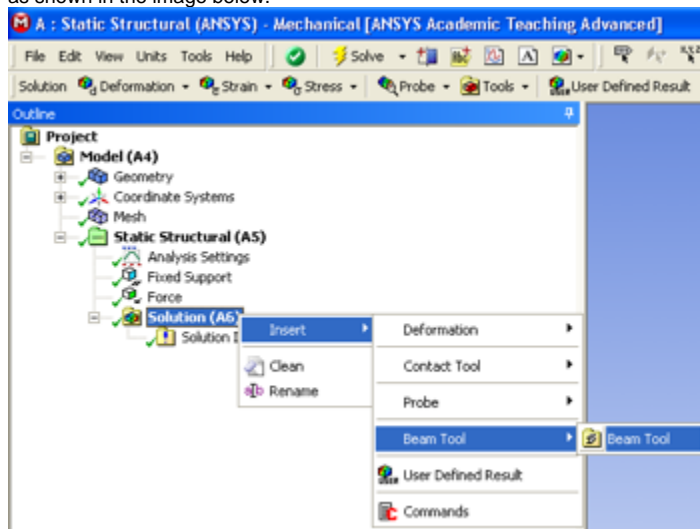 as shown in the image below.
A : Static Structural (ANSYS) - Mechanical [ANSYS Academic Teaching Advanced]
File Edit View Units Tools Help Solve
Solution Deformation Strain Stress Probe Tools User Defined Result
Outline
Project
Model (A4)
Geometry
Coordinate Systems
Mesh
Static Structural (A5)
Analysis Settings
Fixed Support
Force
Solution (A6)
Solution I
Insert
Clean
Rename
Deformation
Contact Tool
Probe
Beam Tool
User Defined Result
Commands
Beam Tool